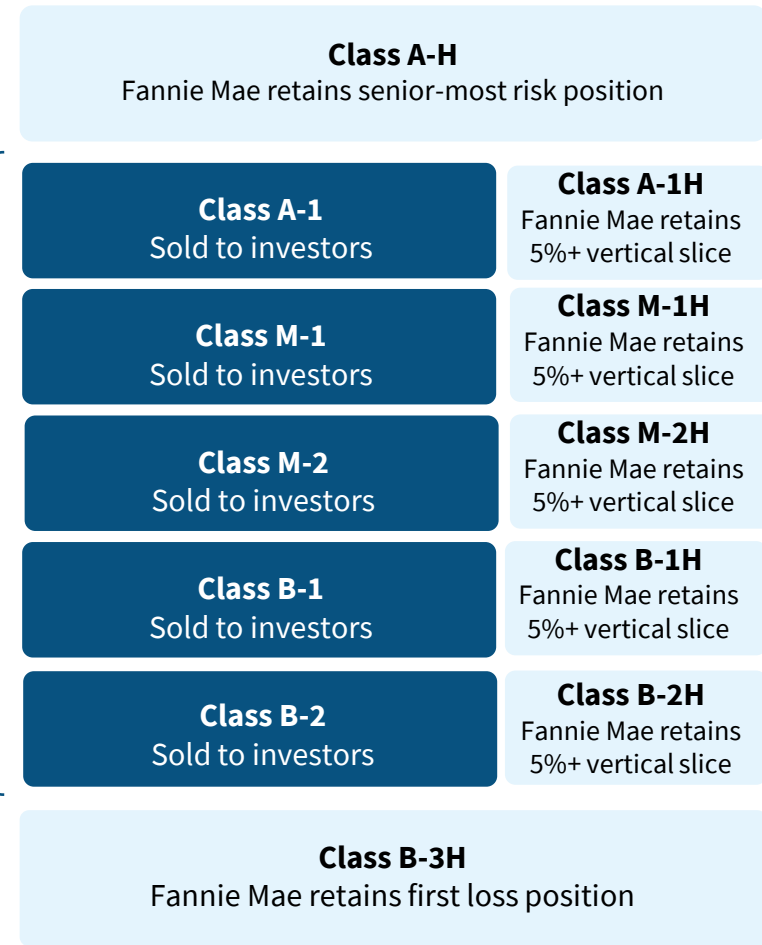 Class A-H
Fannie Mae retains senior-most risk position
Class A-1
Sold to investors
Class A-1H
Fannie Mae retains
5%+ vertical slice
Class M-1
Sold to investors
Class M-1H
Fannie Mae retains
5%+ vertical slice
Class M-2
Sold to investors
Class M-2H
Fannie Mae retains
5%+ vertical slice
Class B-1
Sold to investors
Class B-1H
Fannie Mae retains
5%+ vertical slice
Class B-2
Sold to investors
Class B-2H
Fannie Mae retains
5%+ vertical slice
Class B-3H
Fannie Mae retains first loss position